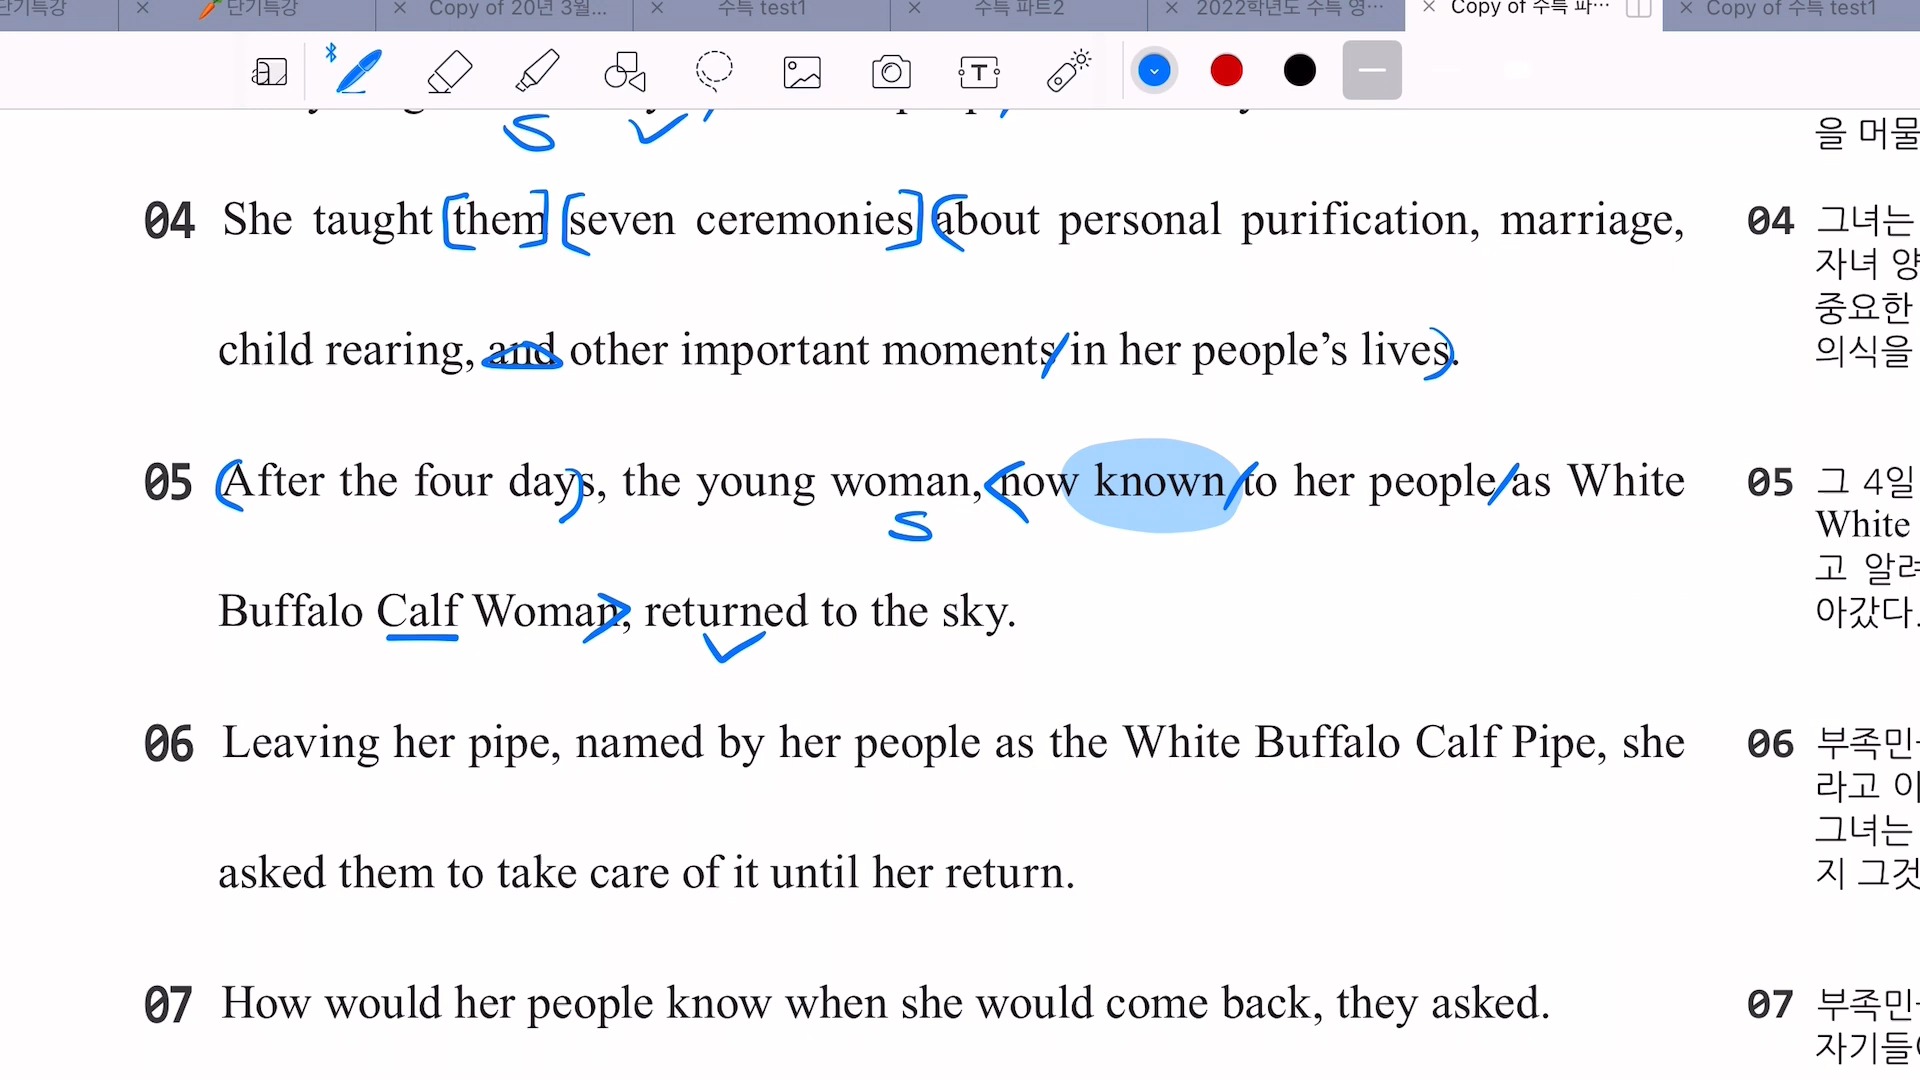 단기특강
단기특강
Copy of 20년 3월...
수특 test1
수특 파트2
2022학년도 수특 영...
Copy of 수특 파...
Copy of 수특 test1
S
을 머물
04 She taught [them] [seven ceremonies] (about personal purification, marriage,
child rearing, and other important moments/in her people's lives).
04 그녀는
자녀 양
중요한
의식을
05 (After the four days), the young woman, <now known/to her people/as White
S
Buffalo Calf Woman>, returned to the sky.
05 그 4일
White
고 알려
아갔다.
06 Leaving her pipe, named by her people as the White Buffalo Calf Pipe, she
asked them to take care of it until her return.
06 부족민
라고 이
그녀는
지 그것
07 How would her people know when she would come back, they asked.
07 부족민
자기들